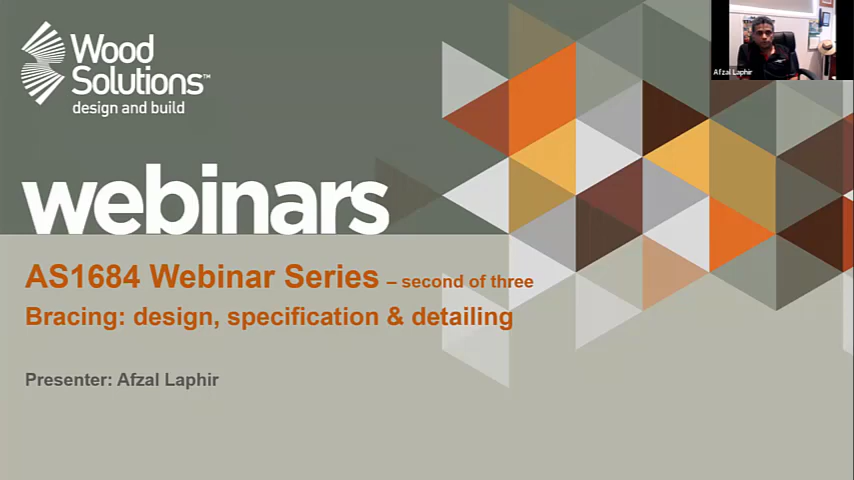 Wood
Solutions™
design and build
Afzal Laphir
webinars
AS1684 Webinar Series – second of three
Bracing: design, specification & detailing
Presenter: Afzal Laphir